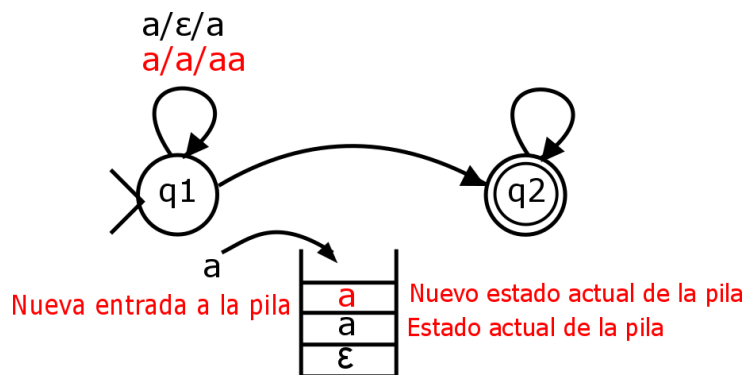 a/ε/a
a/a/aa
q1
q2
a
Nueva entrada a la pila
a
Nuevo estado actual de la pila
a
Estado actual de la pila
ε